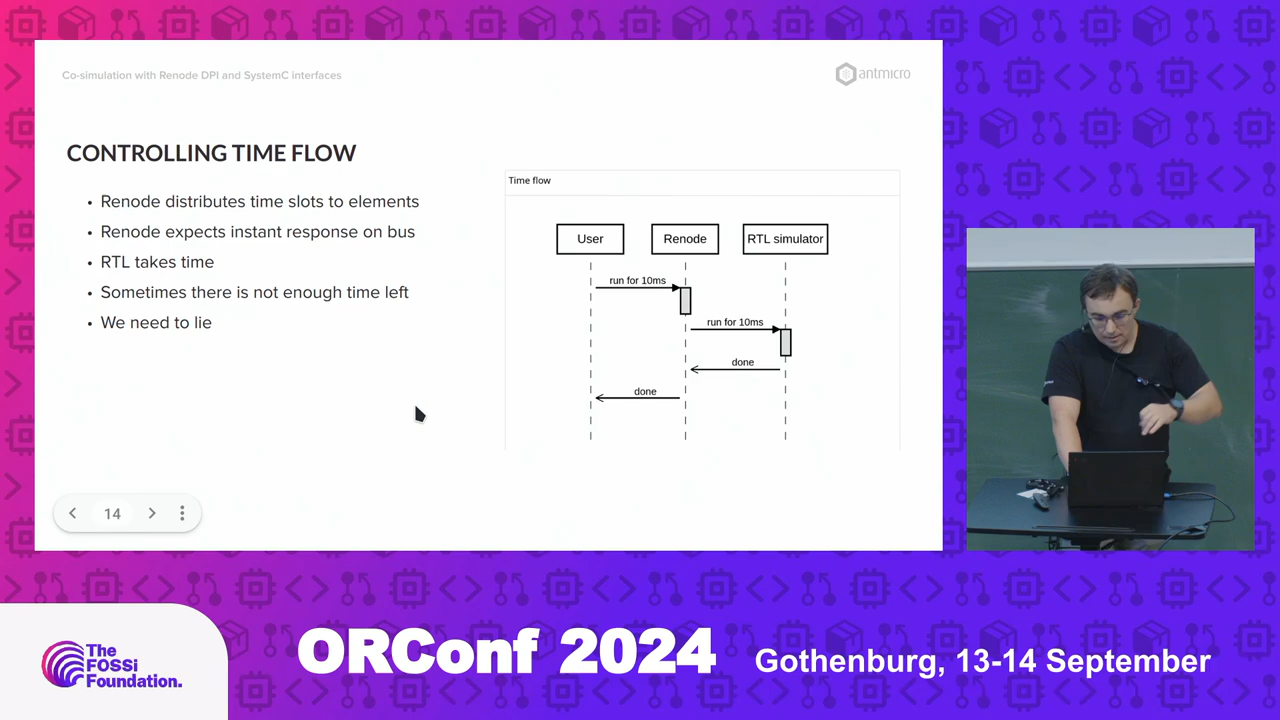 Co-simulation with Renode DPI and SystemC interfaces
antmicro
CONTROLLING TIME FLOW
• Renode distributes time slots to elements
• Renode expects instant response on bus
• RTL takes time
• Sometimes there is not enough time left
• We need to lie
Time flow
User
Renode
RTL simulator
run for 10ms
run for 10ms
done
done
14
The
FOSSi
Foundation.
ORConf 2024
Gothenburg, 13-14 September